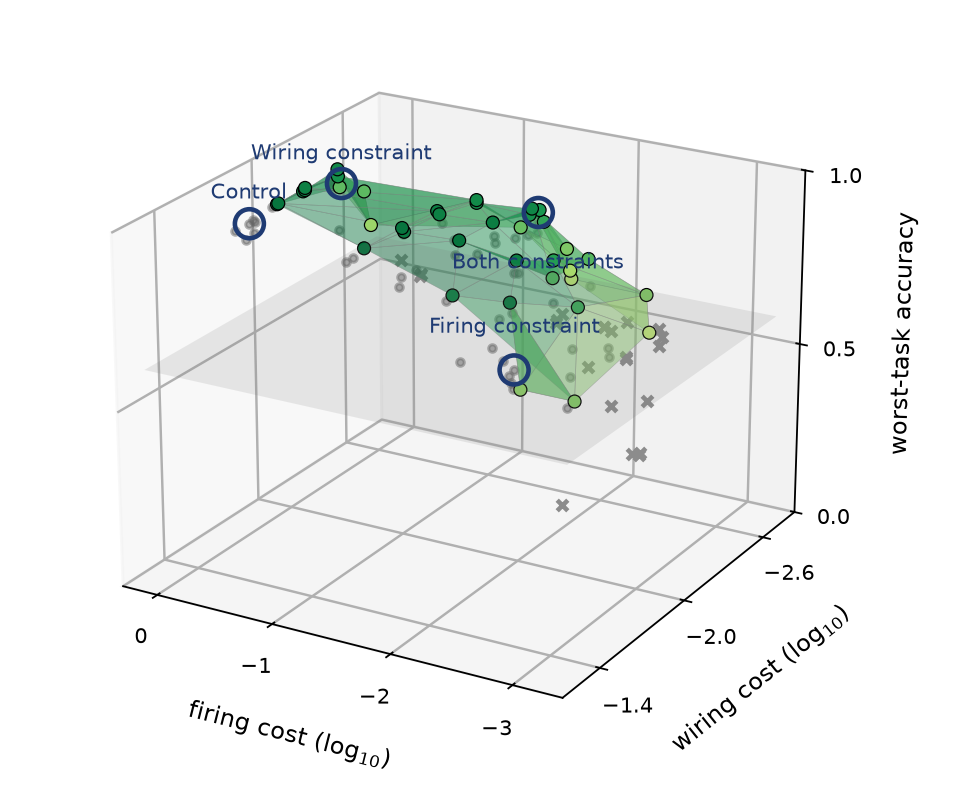 Wiring constraint
Control
Both constraints
Firing constraint
1.0
0.5
0.0
worst-task accuracy
−2.6
−2.0
−1.4
wiring cost (log₁₀)
0
−1
−2
−3
firing cost (log₁₀)